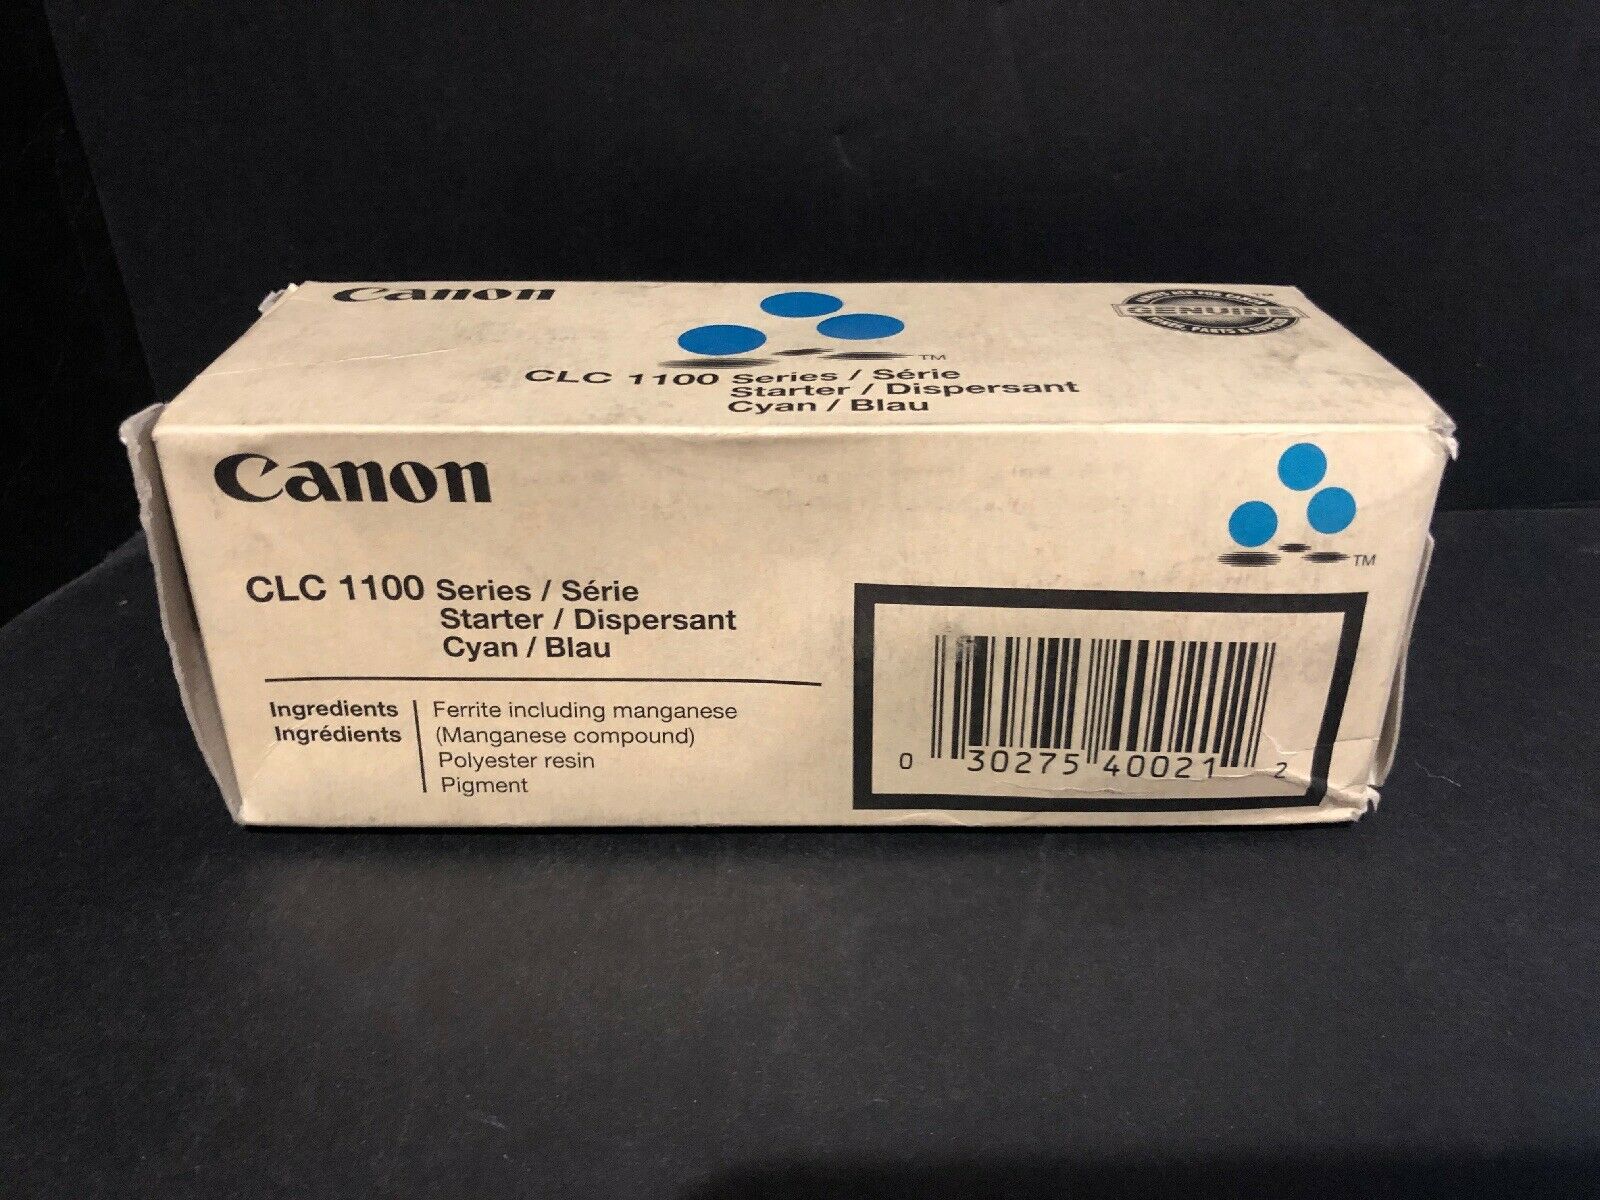 Canon
GENUINE
TM
CLC 1100 Series / Série
Starter / Dispersant
Cyan / Blau
Canon
TM
CLC 1100 Series / Série
Starter / Dispersant
Cyan / Blau
Ingredients
Ingrédients
Ferrite including manganese
(Manganese compound)
Polyester resin
Pigment
0 30275 40021 2